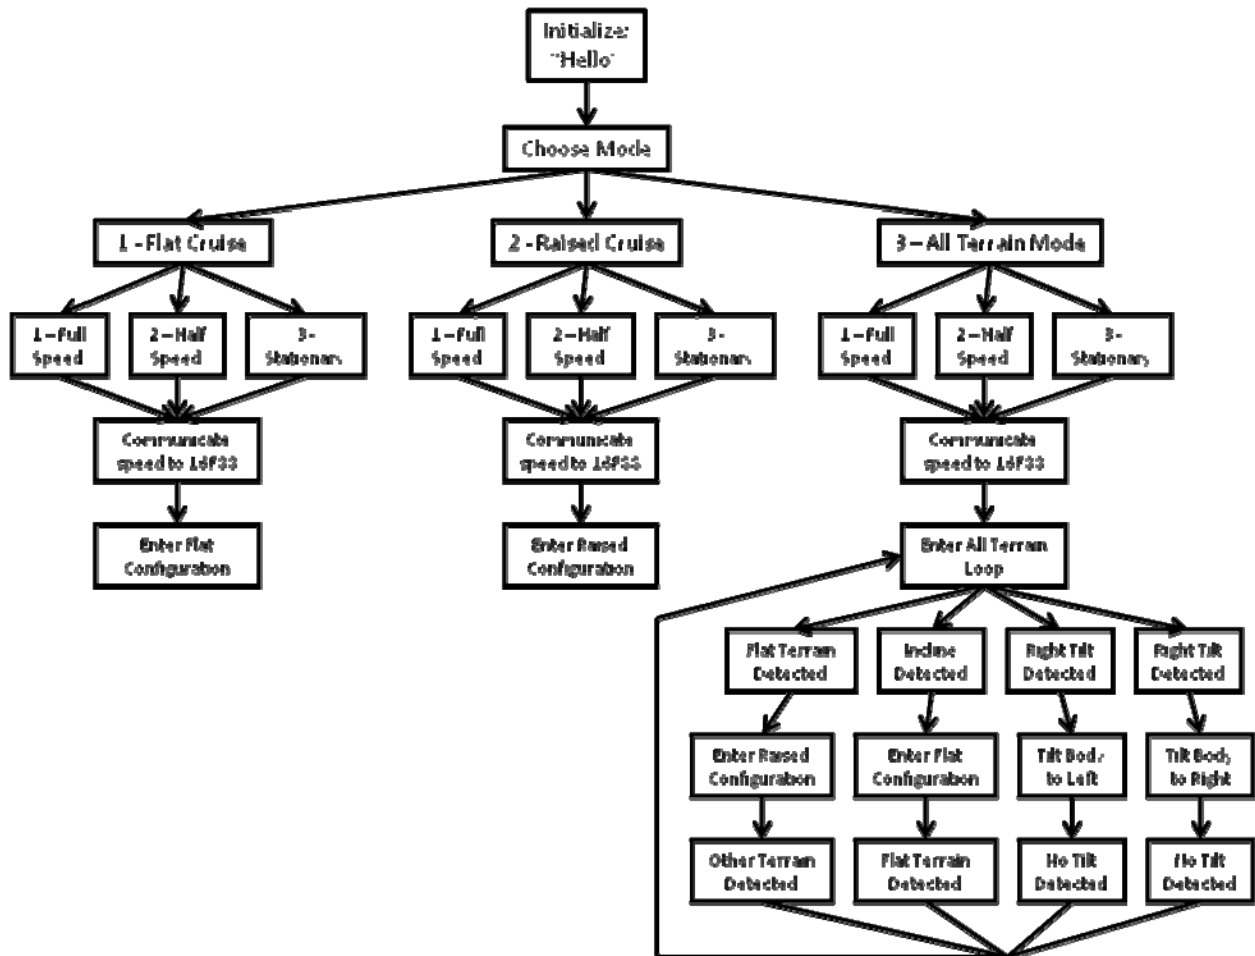 Initialize:
"Hello"
Choose Mode
1 - Flat Cruise
2 - Raised Cruise
3 – All Terrain Mode
1 – Full
Speed
2 – Half
Speed
3 -
Stationary
1 – Full
Speed
2 – Half
Speed
3 -
Stationary
1 – Full
Speed
2 – Half
Speed
3 -
Stationary
Communicate
speed to
Communicate
speed to
Communicate
speed to
Enter Flat
Configuration
Enter Raised
Configuration
Enter All Terrain
Loop
Flat Terrain
Detected
Incline
Detected
Right Tilt
Detected
Right Tilt
Detected
Enter Raised
Configuration
Enter Flat
Configuration
Tilt Body
to Left
Tilt Body
to Right
Other Terrain
Detected
Flat Terrain
Detected
No Tilt
Detected
No Tilt
Detected